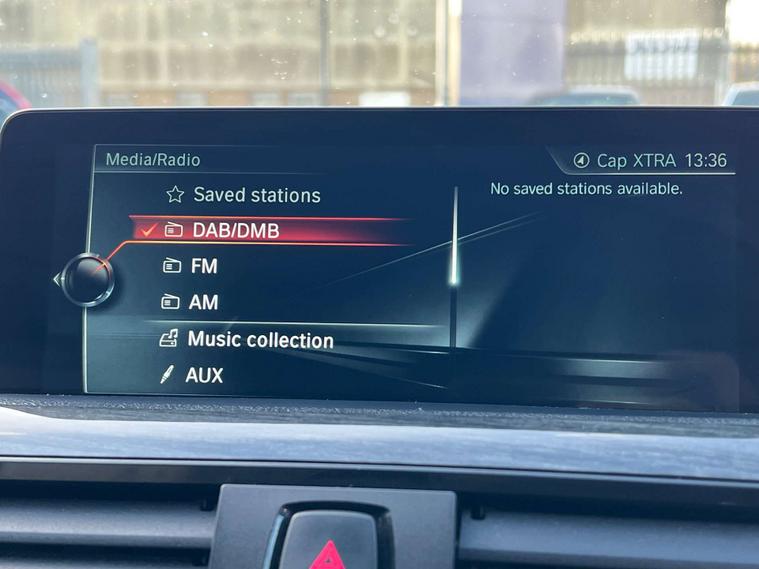 Media/Radio
Cap XTRA 13:36
Saved stations
No saved stations available.
DAB/DMB
FM
AM
Music collection
AUX